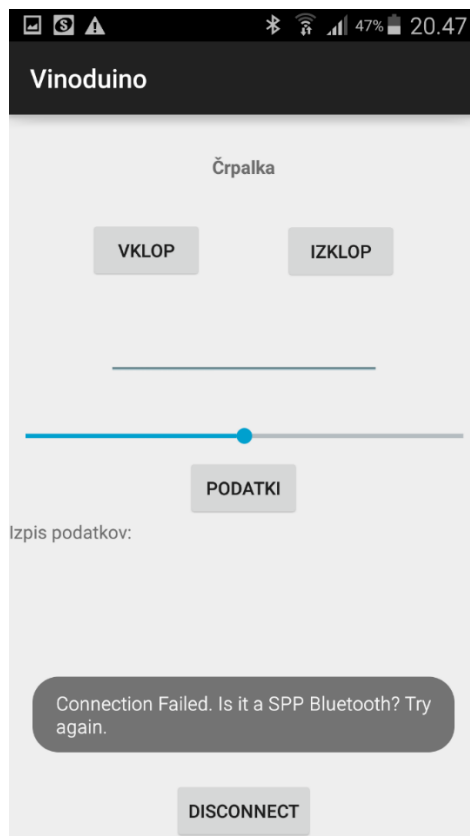 47% 20.47
Vinoduino
Črpalka
VKLOP IZKLOP
PODATKI
Izpis podatkov:
Connection Failed. Is it a SPP Bluetooth? Try
again.
DISCONNECT